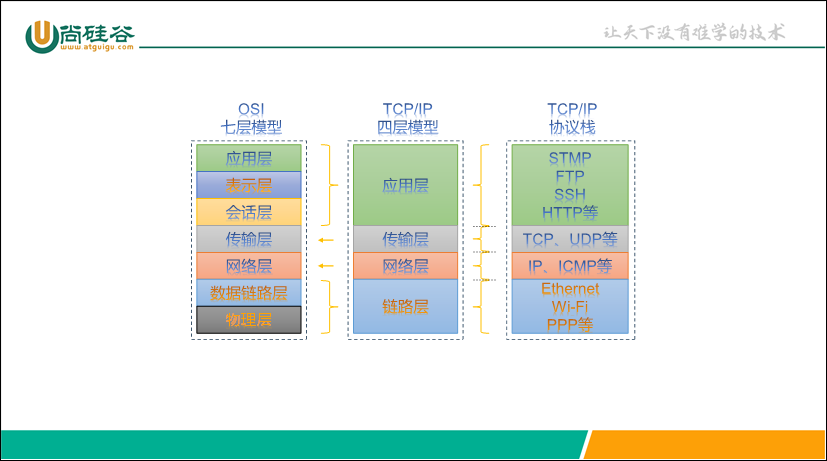 尚硅谷
www.atguigu.com
让天下没有难学的技术
OSI
七层模型
应用层
表示层
会话层
传输层
网络层
数据链路层
物理层
TCP/IP
四层模型
应用层
传输层
网络层
链路层
TCP/IP
协议栈
STMP
FTP
SSH
HTTP等
TCP、UDP等
IP、ICMP等
Ethernet
Wi-Fi
PPP等